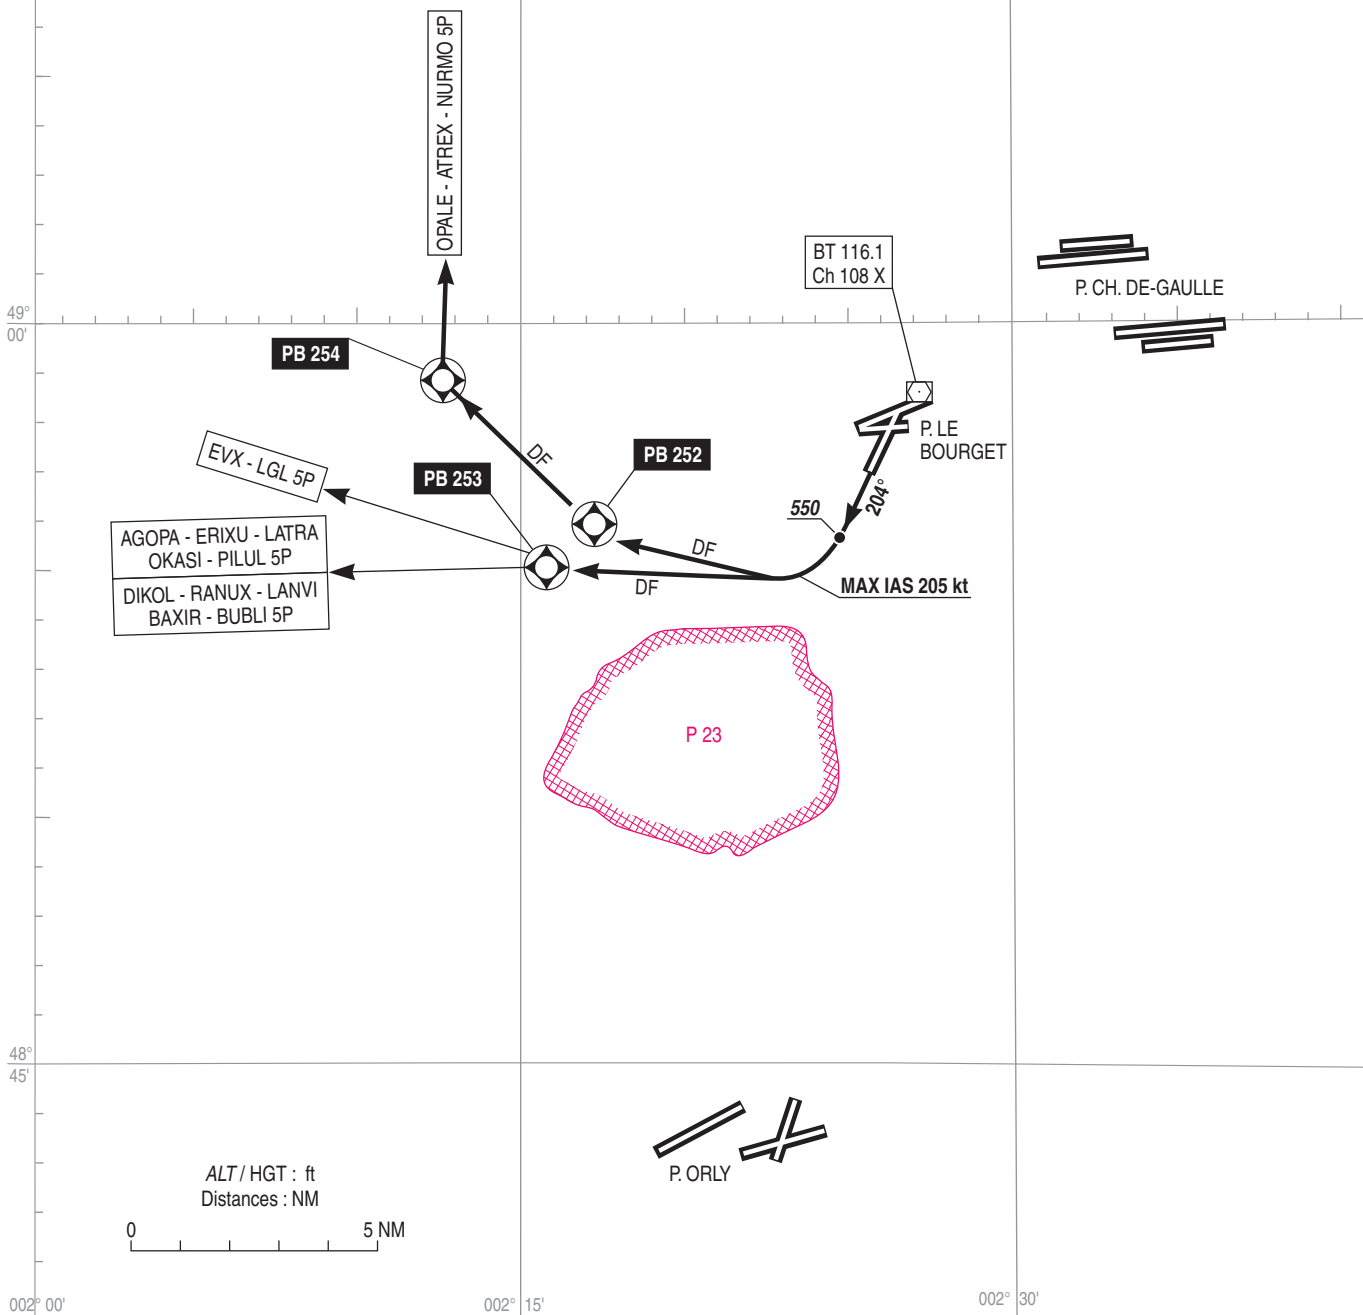 OPALE - ATREX - NURMO 5P
BT 116.1
Ch 108 X
P. CH. DE-GAULLE
49°
00'
PB 254
P. LE
BOURGET
EVX - LGL 5P
PB 253
DF
PB 252
204°
550
AGOPA - ERIXU - LATRA
OKASI - PILUL 5P
DIKOL - RANUX - LANVI
BAXIR - BUBLI 5P
DF
DF
MAX IAS 205 kt
P 23
48°
45'
P. ORLY
ALT / HGT : ft
Distances : NM
0 5 NM
002° 00' 002° 15' 002° 30'